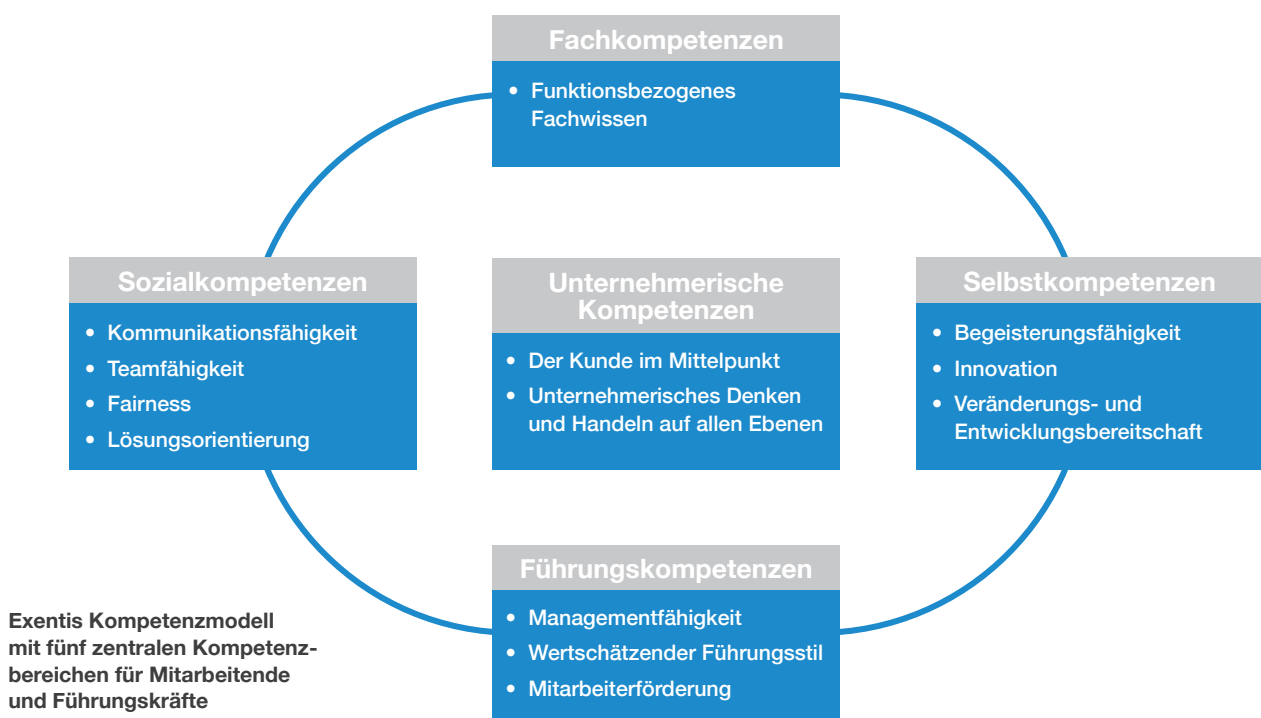 Fachkompetenzen
• Funktionsbezogenes
Fachwissen
Sozialkompetenzen
• Kommunikationsfähigkeit
• Teamfähigkeit
• Fairness
• Lösungsorientierung
Unternehmerische
Kompetenzen
• Der Kunde im Mittelpunkt
• Unternehmerisches Denken
und Handeln auf allen Ebenen
Selbstkompetenzen
• Begeisterungsfähigkeit
• Innovation
• Veränderungs- und
Entwicklungsbereitschaft
Führungskompetenzen
• Managementfähigkeit
• Wertschätzender Führungsstil
• Mitarbeiterförderung
Exentis Kompetenzmodell
mit fünf zentralen Kompetenz-
bereichen für Mitarbeitende
und Führungskräfte